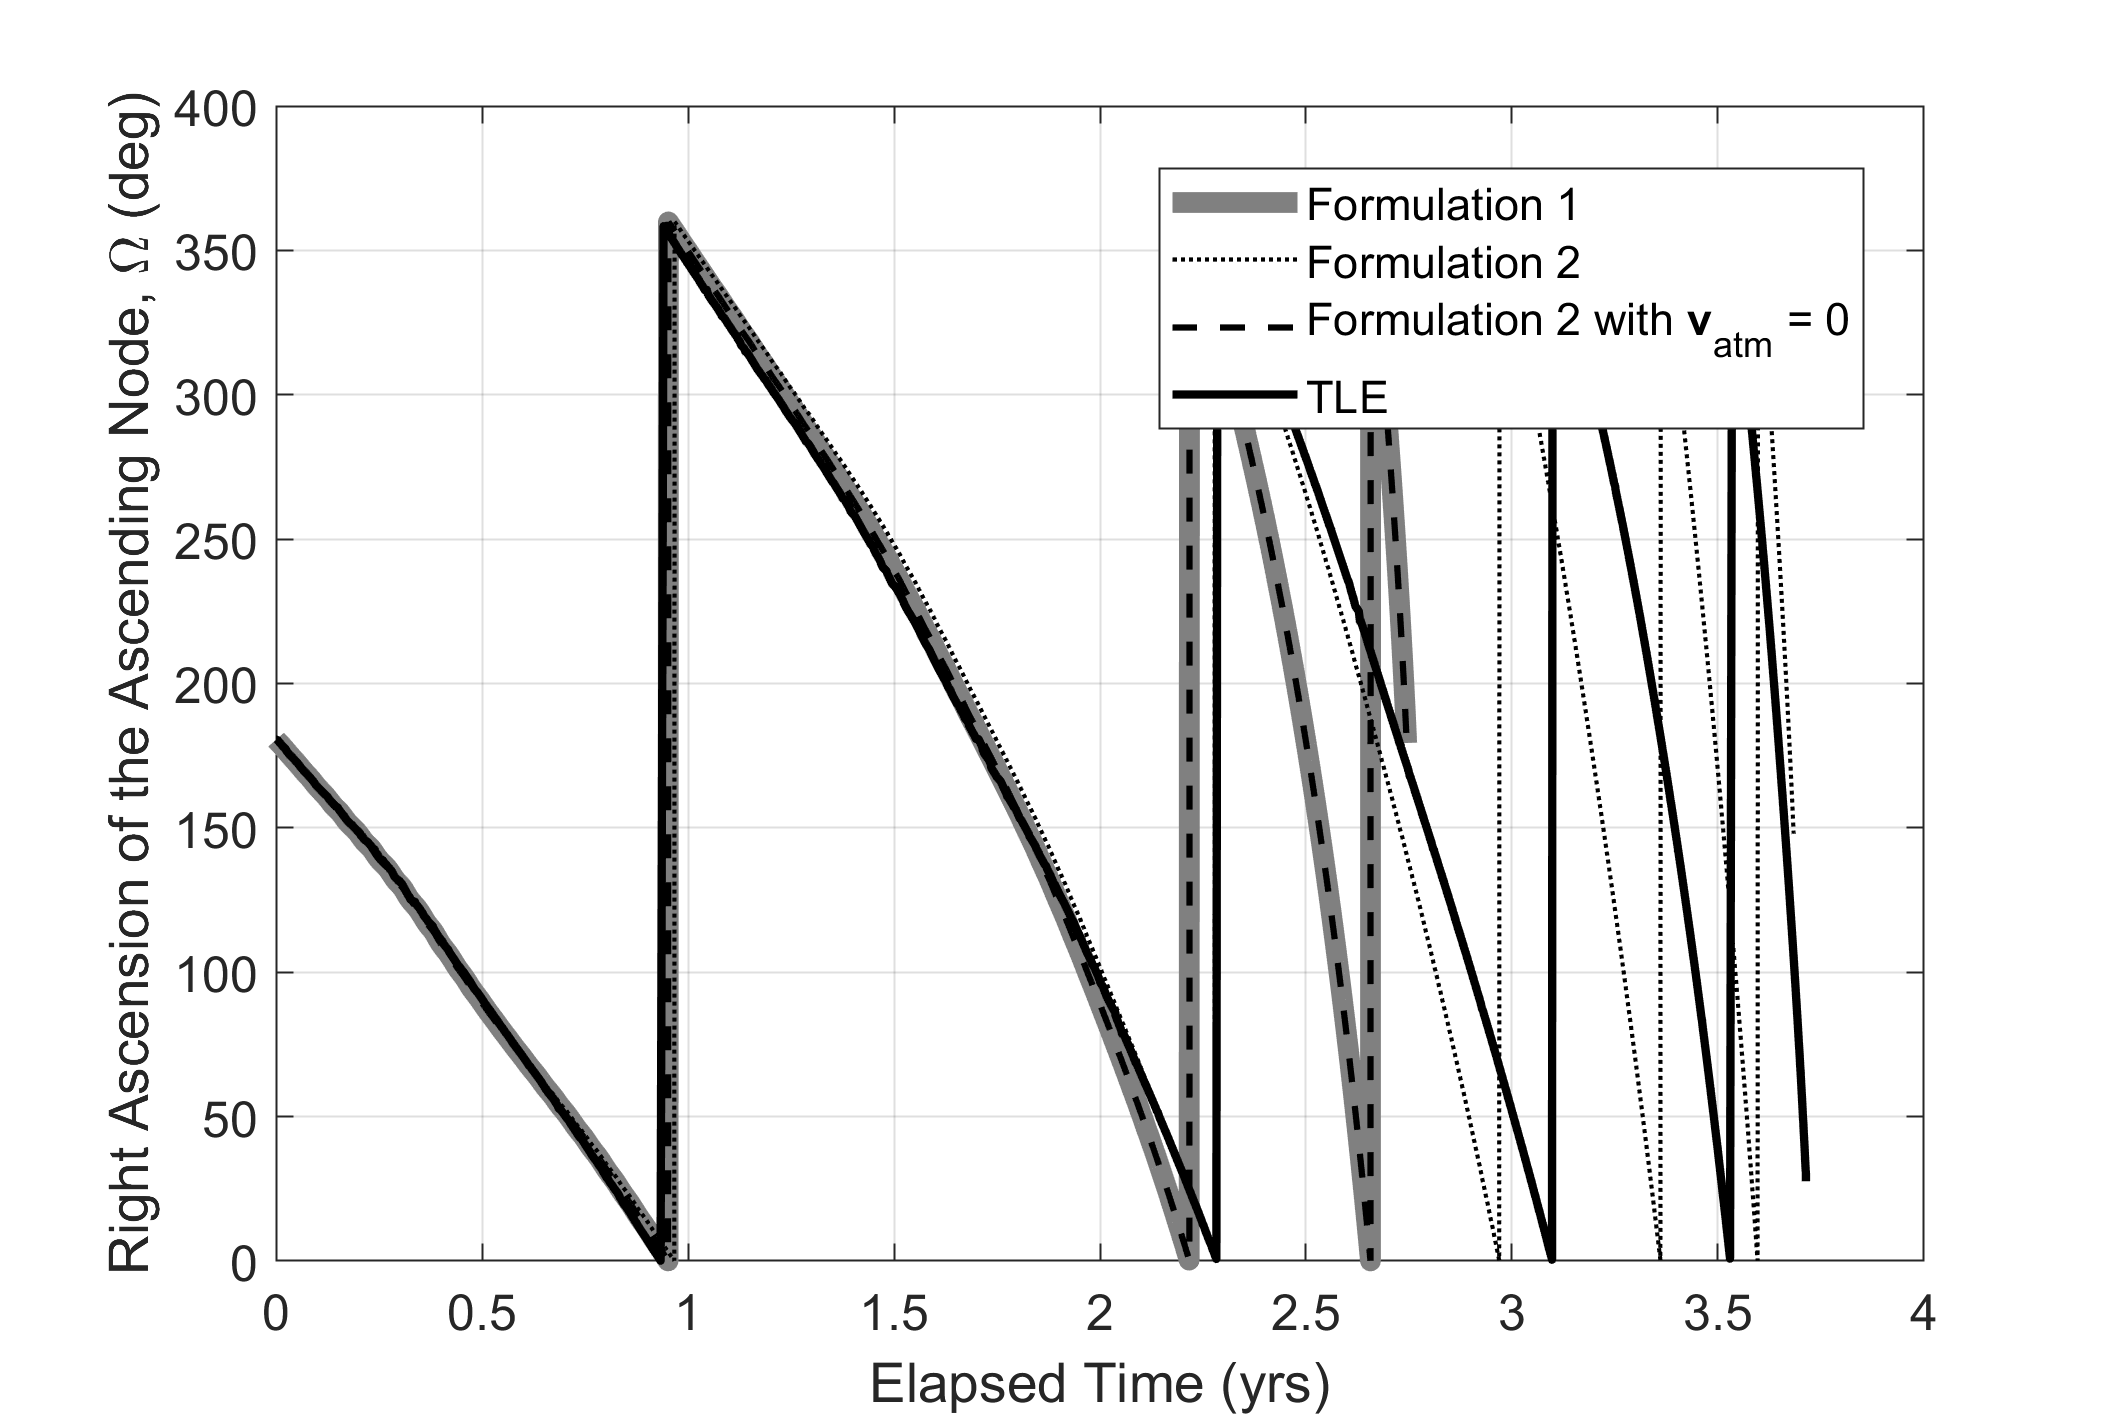 400
350
300
250
200
150
100
50
0
Right Ascension of the Ascending Node, Ω (deg)
Formulation 1
Formulation 2
Formulation 2 with v_atm = 0
TLE
0 0.5 1 1.5 2 2.5 3 3.5 4
Elapsed Time (yrs)